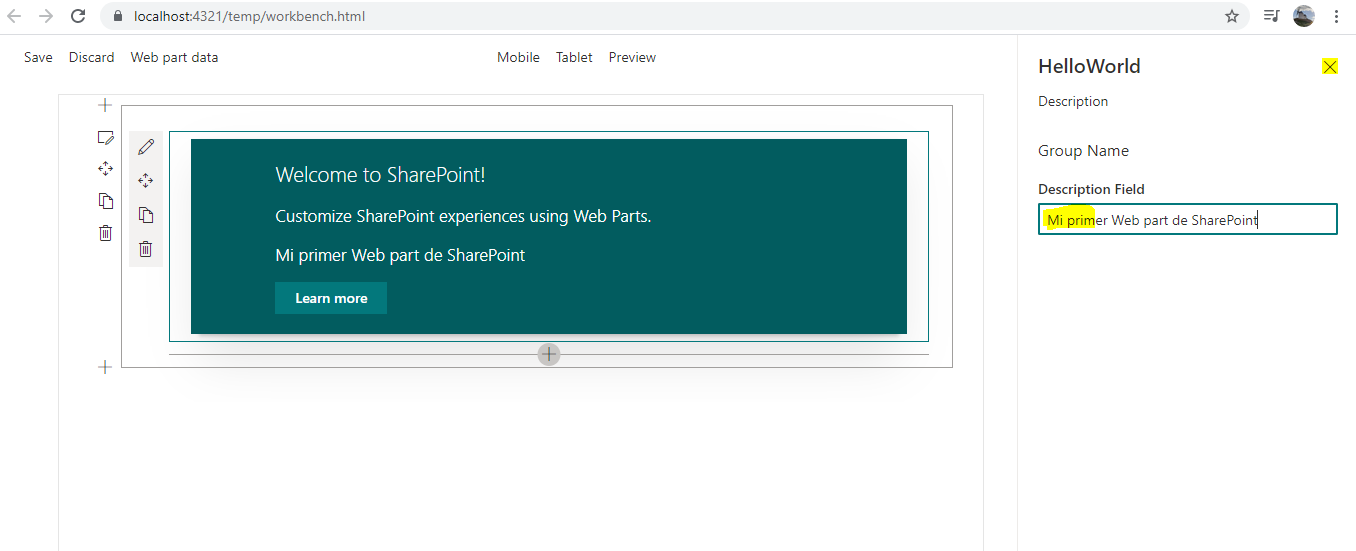 localhost:4321/temp/workbench.html
Save Discard Web part data Mobile Tablet Preview
Welcome to SharePoint!
Customize SharePoint experiences using Web Parts.
Mi primer Web part de SharePoint
Learn more
HelloWorld
Description
Group Name
Description Field
Mi primer Web part de SharePoint